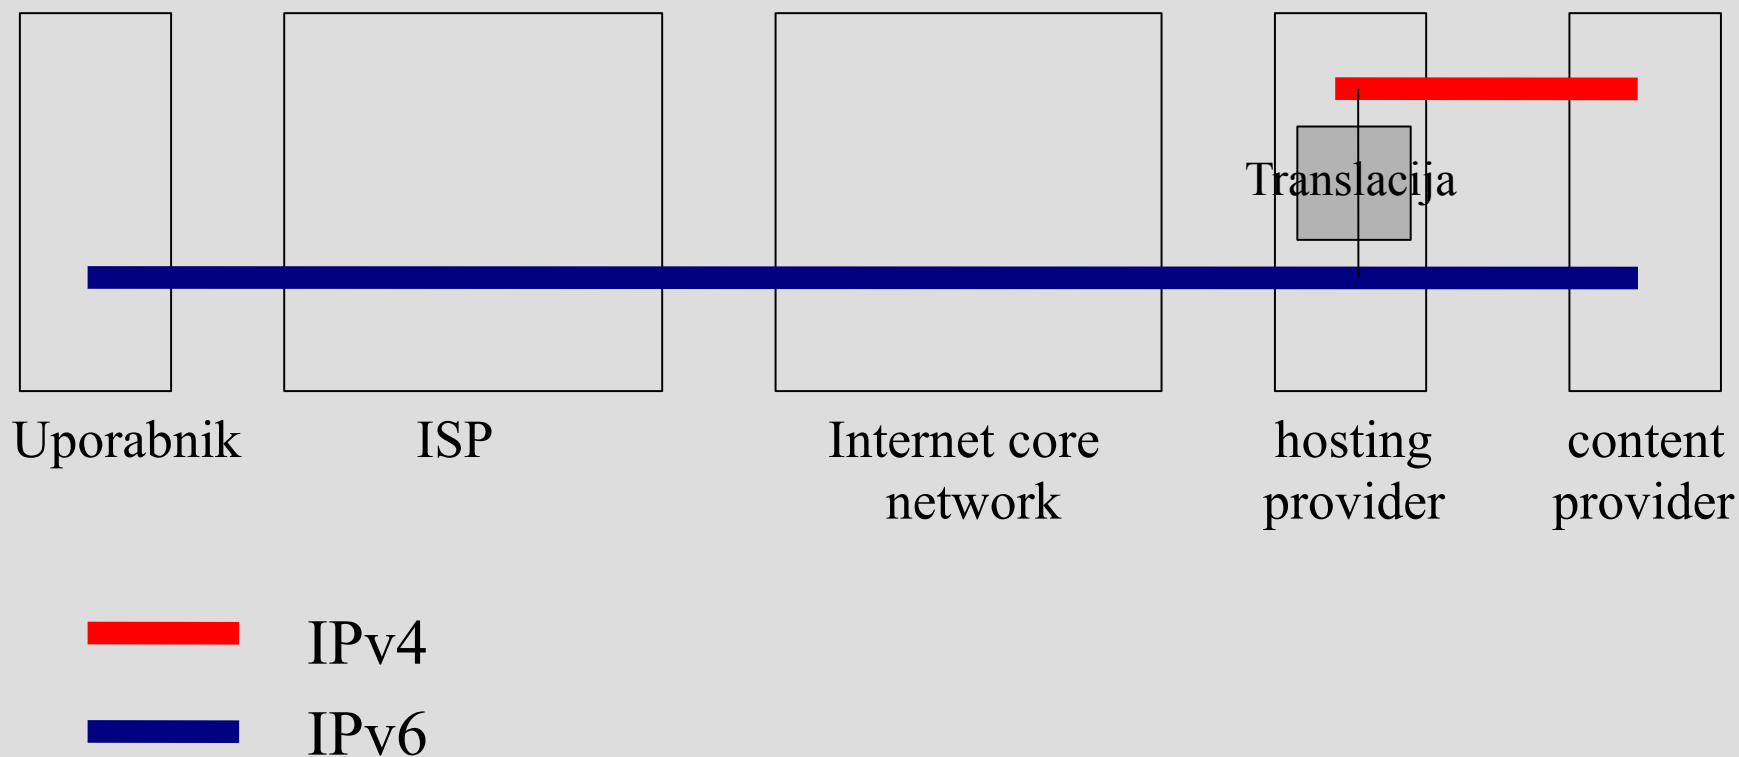 Translacija
Uporabnik
ISP
Internet core
network
hosting
provider
content
provider
IPv4
IPv6